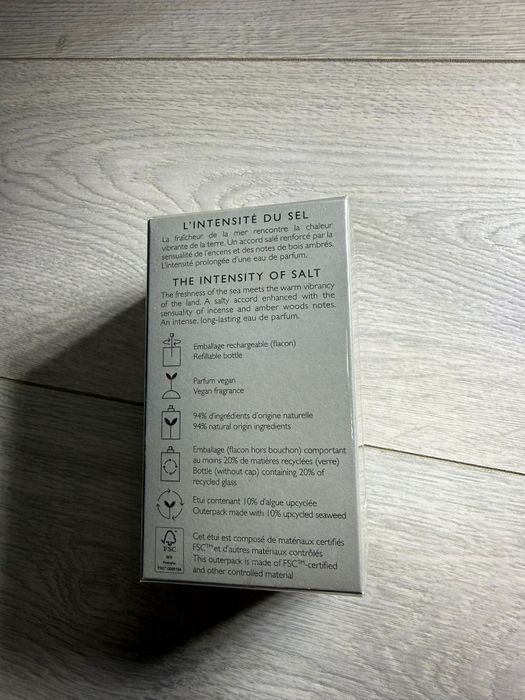 L'INTENSITÉ DU SEL
La fraîcheur de la mer rencontre la chaleur
vibrante de la terre. Un accord salé renforcé par la
sensualité de l'encens et des notes de bois ambrés.
L'intensité prolongée d'une eau de parfum.
THE INTENSITY OF SALT
The freshness of the sea meets the warm vibrancy
of the land. A salty accord enhanced with the
sensuality of incense and amber woods notes.
An intense, long-lasting eau de parfum.
Emballage rechargeable (flacon)
Refillable bottle
Parfum vegan
Vegan fragrance
94% d'ingrédients d'origine naturelle
94% natural origin ingredients
Emballage (flacon hors bouchon) comportant
au moins 20% de matières recyclées (verre)
Bottle (without cap) containing 20% of
recycled glass
Etui contenant 10% d'algue upcyclée
Outerpack made with 10% upcycled seaweed
FSC
MIX
Cet étui est composé de matériaux certifiés
FSC™ et d'autres matériaux contrôlés
This outerpack is made of FSC™-certified
and other controlled material